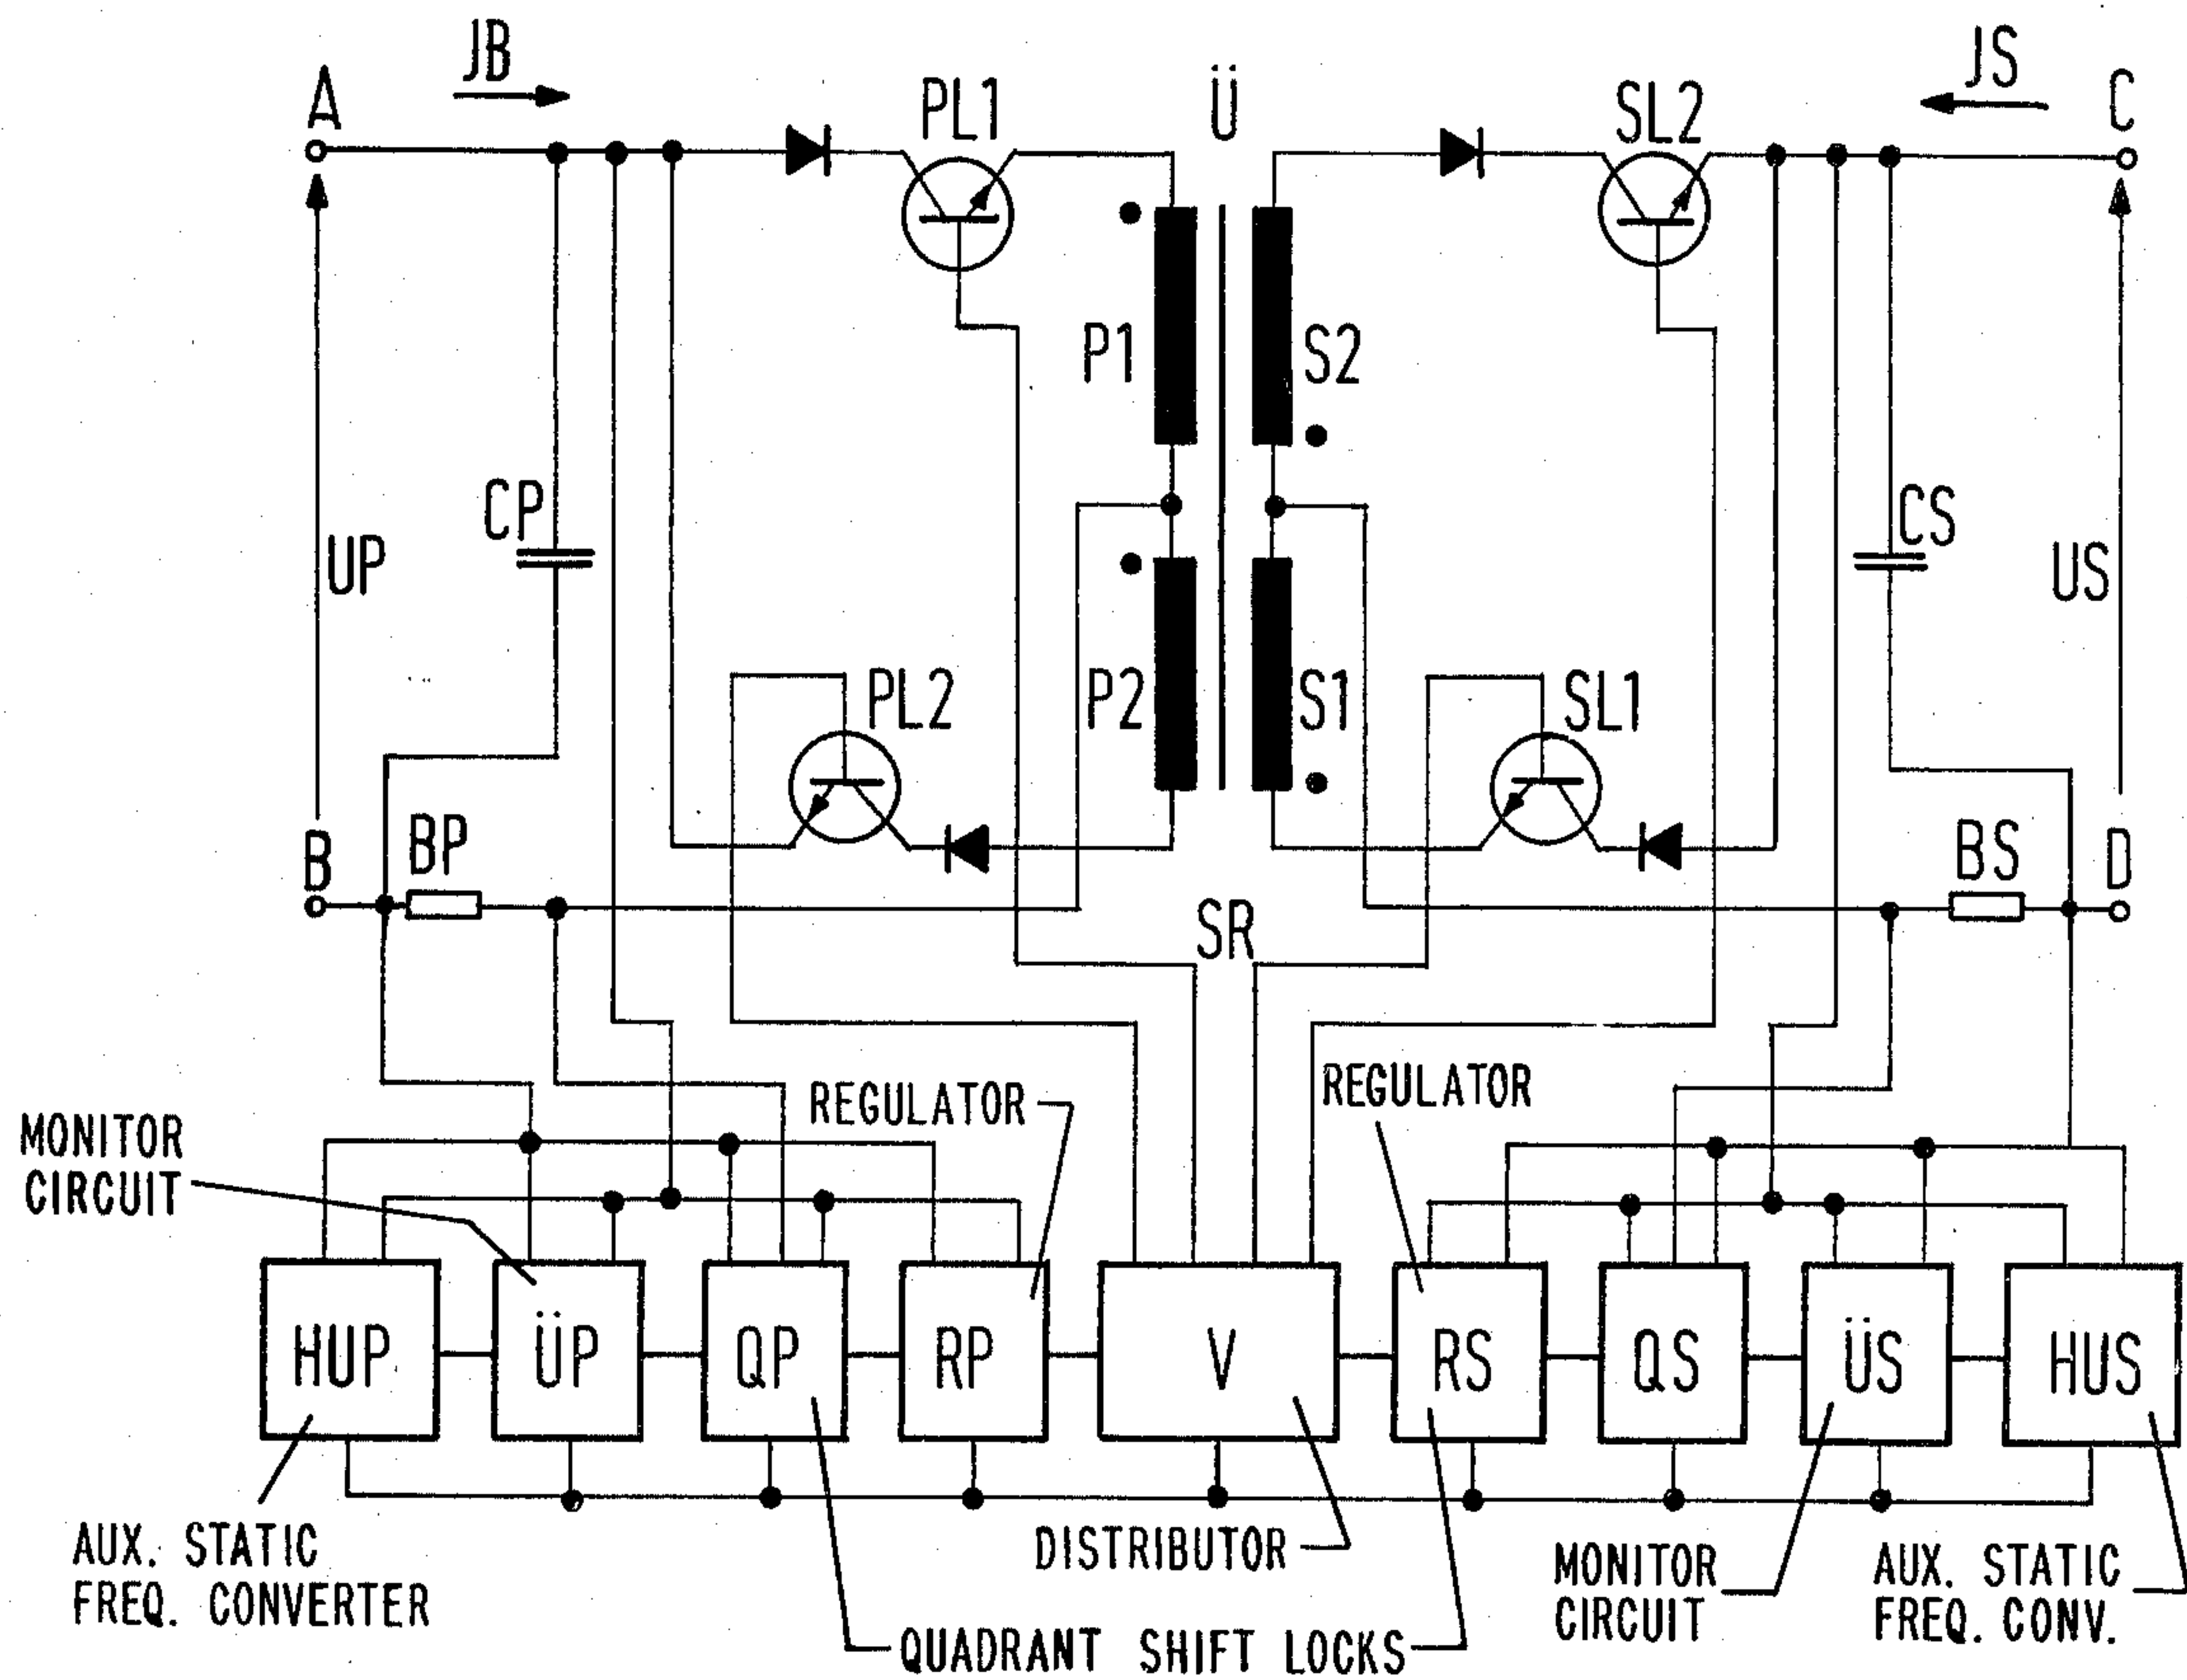 JB
JS
A
PL1
Ü
SL2
C
P1
S2
CP
CS
UP
US
PL2
P2
S1
SL1
B
BP
BS
D
SR
REGULATOR
REGULATOR
MONITOR
CIRCUIT
HUP
ÜP
QP
RP
V
RS
QS
ÜS
HUS
AUX. STATIC
FREQ. CONVERTER
DISTRIBUTOR
MONITOR
CIRCUIT
AUX. STATIC
FREQ. CONV.
QUADRANT SHIFT LOCKS